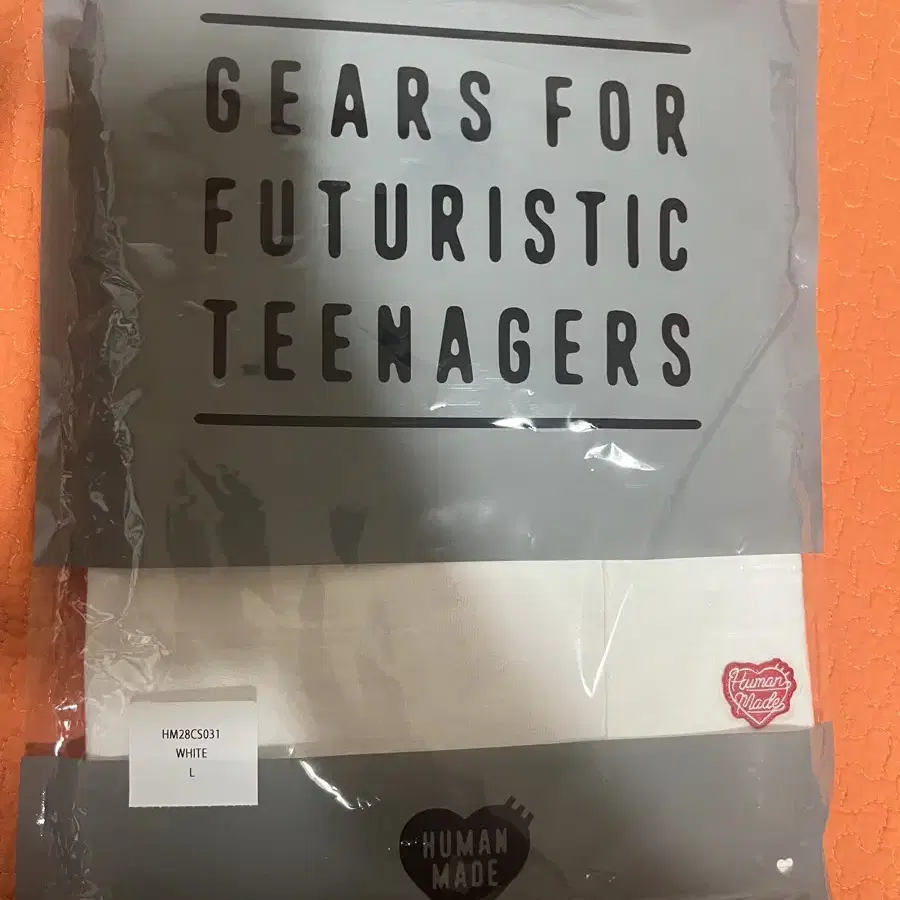 GEARS FOR
FUTURISTIC
TEENAGERS
Human
Made
HM28CS031
WHITE
L
HUMAN
MADE